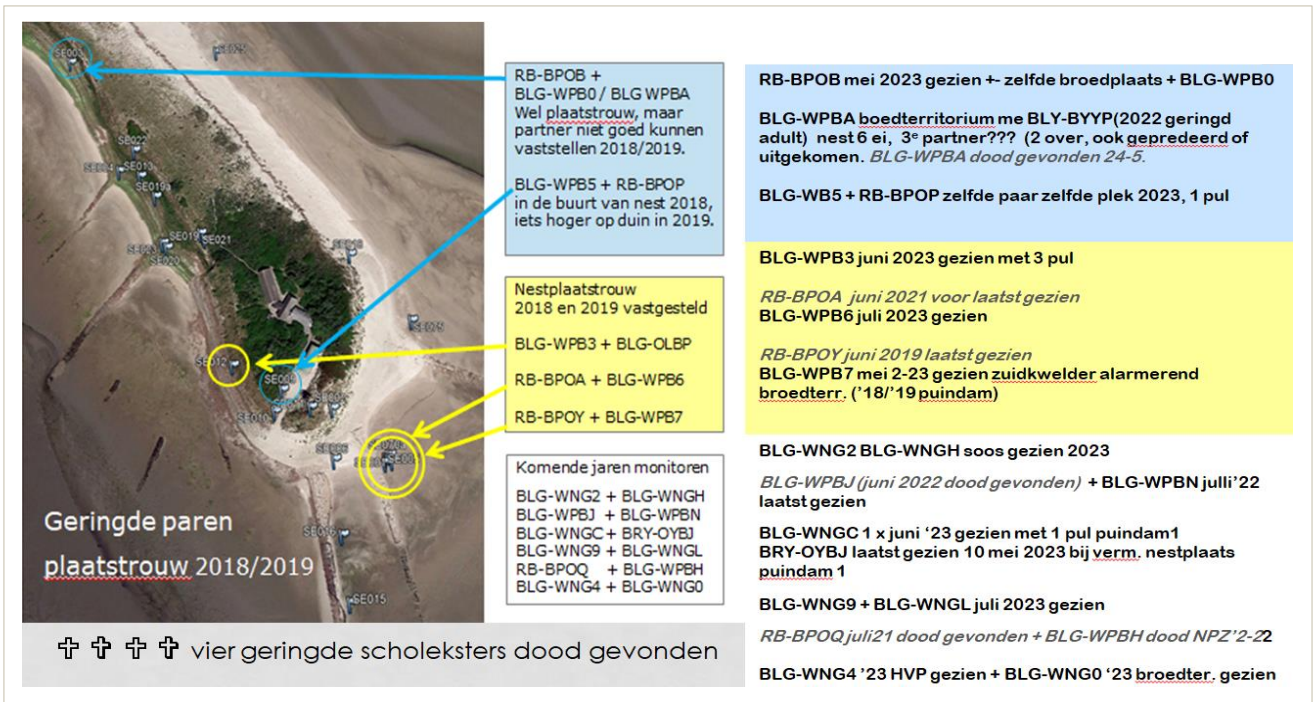 SE003
SE025
SE022
SE013
SE019a
SE019
SE021
SE023
SE020
SE018
SE025
SE012
SE010
SE006
SE016
SE015
Geringde paren
plaatstrouw 2018/2019
vier geringde scholeksters dood gevonden
RB-BPOB +
BLG-WPB0 / BLG WPBA
Wel plaatstrouw, maar
partner niet goed kunnen
vaststellen 2018/2019.
BLG-WPB5 + RB-BPOP
in de buurt van nest 2018,
iets hoger op duin in 2019.
Nestplaatstrouw
2018 en 2019 vastgesteld
BLG-WPB3 + BLG-OLBP
RB-BPOA + BLG-WPB6
RB-BPOY + BLG-WPB7
Komende jaren monitoren
BLG-WNG2 + BLG-WNGH
BLG-WPBJ + BLG-WPBN
BLG-WNGC + BRY-OYBJ
BLG-WNG9 + BLG-WNGL
RB-BPOQ + BLG-WPBH
BLG-WNG4 + BLG-WNG0
RB-BPOB mei 2023 gezien +- zelfde broedplaats + BLG-WPB0
BLG-WPBA boedterritorium me BLY-BYYP(2022 geringd
adult) nest 6 ei, 3e partner??? (2 over, ook gepredeerd of
uitgekomen. BLG-WPBA dood gevonden 24-5.
BLG-WB5 + RB-BPOP zelfde paar zelfde plek 2023, 1 pul
BLG-WPB3 juni 2023 gezien met 3 pul
RB-BPOA juni 2021 voor laatst gezien
BLG-WPB6 juli 2023 gezien
RB-BPOY juni 2019 laatst gezien
BLG-WPB7 mei 2-23 gezien zuidkwelder alarmerend
broedterr. ('18/'19 puindam)
BLG-WNG2 BLG-WNGH soos gezien 2023
BLG-WPBJ (juni 2022 dood gevonden) + BLG-WPBN julli'22
laatst gezien
BLG-WNGC 1 x juni '23 gezien met 1 pul puindam1
BRY-OYBJ laatst gezien 10 mei 2023 bij verm. nestplaats
puindam 1
BLG-WNG9 + BLG-WNGL juli 2023 gezien
RB-BPOQ juli21 dood gevonden + BLG-WPBH dood NPZ'2-22
BLG-WNG4 '23 HVP gezien + BLG-WNG0 '23 broedter. gezien